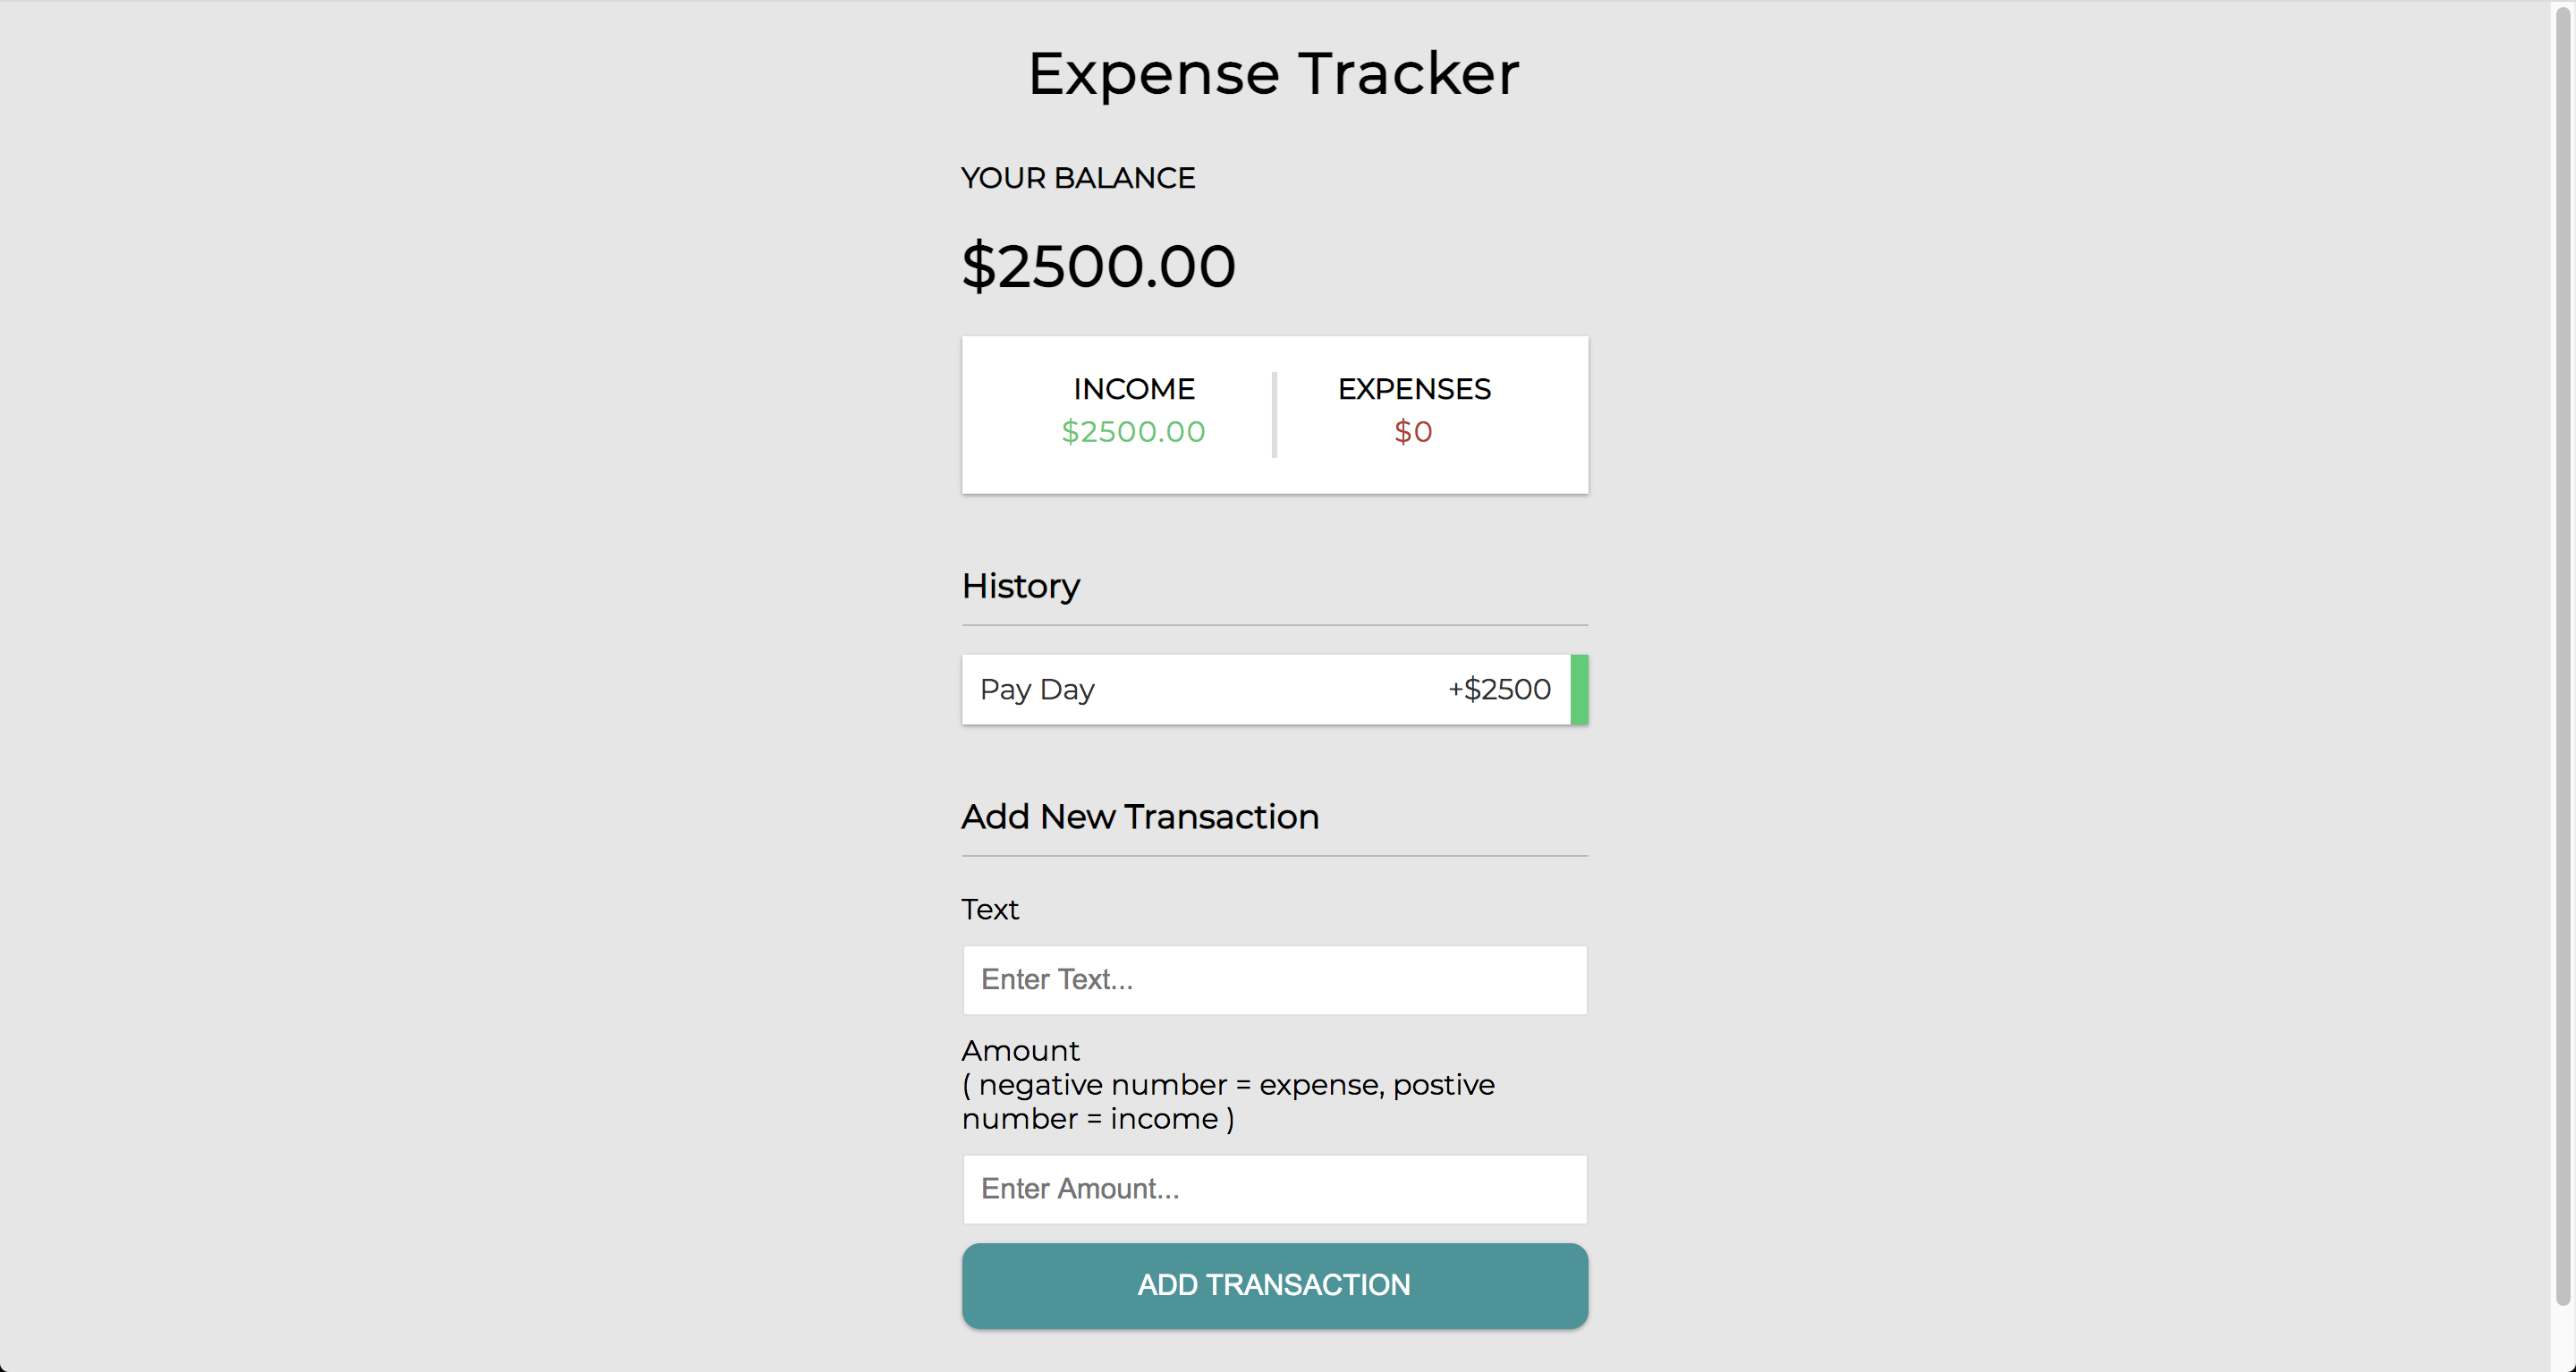 Expense Tracker
YOUR BALANCE
$2500.00
INCOME
$2500.00
EXPENSES
$0
History
Pay Day +$2500
Add New Transaction
Text
Enter Text...
Amount
( negative number = expense, postive
number = income )
Enter Amount...
ADD TRANSACTION